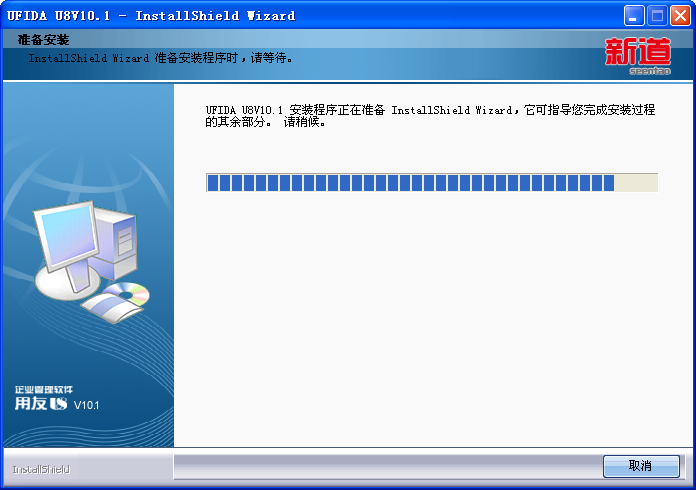 UFIDA U8V10.1 - InstallShield Wizard
准备安装
InstallShield Wizard 准备安装程序时，请等待。
新道
seentao
UFIDA U8V10.1 安装程序正在准备 InstallShield Wizard，它可指导您完成安装过程
的其余部分。 请稍候。
企业管理软件
用友 U8 V10.1
InstallShield
取消